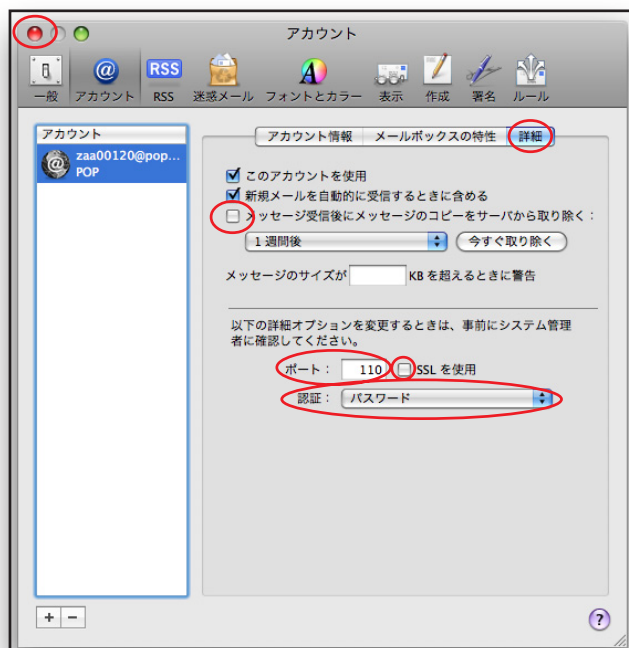 アカウント
RSS
一般 アカウント RSS 迷惑メール フォントとカラー 表示 作成 署名 ルール
アカウント
zaa00120@pop...
POP
アカウント情報 メールボックスの特性 詳細
このアカウントを使用
新規メールを自動的に受信するときに含める
メッセージ受信後にメッセージのコピーをサーバから取り除く：
1 週間後 今すぐ取り除く
メッセージのサイズが KB を超えるときに警告
以下の詳細オプションを変更するときは、事前にシステム管理
者に確認してください。
ポート： 110 SSL を使用
認証： パスワード
+ − ?